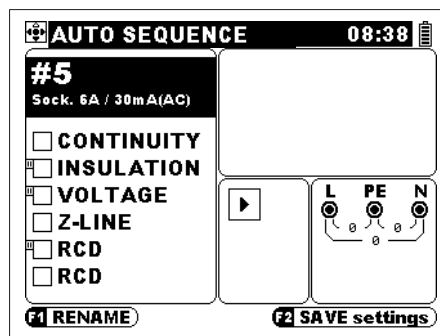 AUTO SEQUENCE 08:38
#5
Sock. 6A / 30mA(AC)
CONTINUITY
INSULATION
VOLTAGE
Z-LINE
RCD
RCD
L PE N
0 0
0
F1 RENAME
F2 SAVE settings